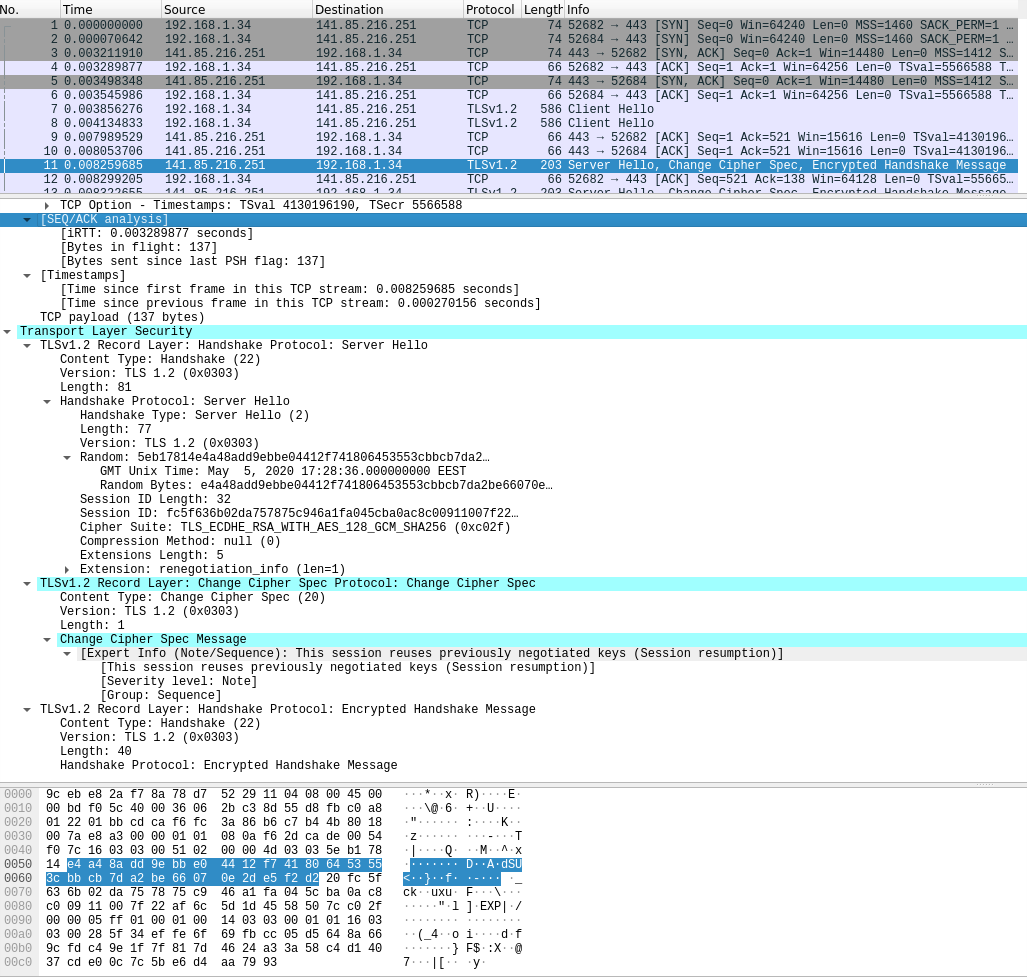 No. Time Source Destination Protocol Length Info
1 0.000000000 192.168.1.34 141.85.216.251 TCP 74 52682 → 443 [SYN] Seq=0 Win=64240 Len=0 MSS=1460 SACK_PERM=1 …
2 0.000070642 192.168.1.34 141.85.216.251 TCP 74 52684 → 443 [SYN] Seq=0 Win=64240 Len=0 MSS=1460 SACK_PERM=1 …
3 0.003211910 141.85.216.251 192.168.1.34 TCP 74 443 → 52682 [SYN, ACK] Seq=0 Ack=1 Win=14480 Len=0 MSS=1412 S…
4 0.003289877 192.168.1.34 141.85.216.251 TCP 66 52682 → 443 [ACK] Seq=1 Ack=1 Win=64256 Len=0 TSval=5566588 T…
5 0.003498348 141.85.216.251 192.168.1.34 TCP 74 443 → 52684 [SYN, ACK] Seq=0 Ack=1 Win=14480 Len=0 MSS=1412 S…
6 0.003545986 192.168.1.34 141.85.216.251 TCP 66 52684 → 443 [ACK] Seq=1 Ack=1 Win=64256 Len=0 TSval=5566588 T…
7 0.003856276 192.168.1.34 141.85.216.251 TLSv1.2 586 Client Hello
8 0.004134833 192.168.1.34 141.85.216.251 TLSv1.2 586 Client Hello
9 0.007989529 141.85.216.251 192.168.1.34 TCP 66 443 → 52682 [ACK] Seq=1 Ack=521 Win=15616 Len=0 TSval=4130196…
10 0.008053706 141.85.216.251 192.168.1.34 TCP 66 443 → 52684 [ACK] Seq=1 Ack=521 Win=15616 Len=0 TSval=4130196…
11 0.008259685 141.85.216.251 192.168.1.34 TLSv1.2 203 Server Hello, Change Cipher Spec, Encrypted Handshake Message
12 0.008299205 192.168.1.34 141.85.216.251 TCP 66 52682 → 443 [ACK] Seq=521 Ack=138 Win=64128 Len=0 TSval=55665…
13 0.008322655 141.85.216.251 192.168.1.34 TLSv1.2 203 Server Hello, Change Cipher Spec, Encrypted Handshake Message
TCP Option - Timestamps: TSval 4130196190, TSecr 5566588
[SEQ/ACK analysis]
[iRTT: 0.003289877 seconds]
[Bytes in flight: 137]
[Bytes sent since last PSH flag: 137]
[Timestamps]
[Time since first frame in this TCP stream: 0.008259685 seconds]
[Time since previous frame in this TCP stream: 0.000270156 seconds]
TCP payload (137 bytes)
Transport Layer Security
TLSv1.2 Record Layer: Handshake Protocol: Server Hello
Content Type: Handshake (22)
Version: TLS 1.2 (0x0303)
Length: 81
Handshake Protocol: Server Hello
Handshake Type: Server Hello (2)
Length: 77
Version: TLS 1.2 (0x0303)
Random: 5eb17814e4a48add9ebbe04412f741806453553cbbcb7da2…
GMT Unix Time: May  5, 2020 17:28:36.000000000 EEST
Random Bytes: e4a48add9ebbe04412f741806453553cbbcb7da2be66070e…
Session ID Length: 32
Session ID: fc5f636b02da757875c946a1fa045cba0ac8c00911007f22…
Cipher Suite: TLS_ECDHE_RSA_WITH_AES_128_GCM_SHA256 (0xc02f)
Compression Method: null (0)
Extensions Length: 5
Extension: renegotiation_info (len=1)
TLSv1.2 Record Layer: Change Cipher Spec Protocol: Change Cipher Spec
Content Type: Change Cipher Spec (20)
Version: TLS 1.2 (0x0303)
Length: 1
Change Cipher Spec Message
[Expert Info (Note/Sequence): This session reuses previously negotiated keys (Session resumption)]
[This session reuses previously negotiated keys (Session resumption)]
[Severity level: Note]
[Group: Sequence]
TLSv1.2 Record Layer: Handshake Protocol: Encrypted Handshake Message
Content Type: Handshake (22)
Version: TLS 1.2 (0x0303)
Length: 40
Handshake Protocol: Encrypted Handshake Message
0000 9c eb e8 2a f7 8a 78 d7 52 29 11 04 08 00 45 00 ···*··x· R)····E·
0010 00 bd f0 5c 40 00 36 06 2b c3 8d 55 d8 fb c0 a8 ···\@·6· +··U····
0020 01 22 01 bb cd ca f6 fc 3a 86 b6 c7 b4 4b 80 18 ·"······ :····K··
0030 00 7a e8 a3 00 00 01 01 08 0a f6 2d ca de 00 54 ·z······ ···-···T
0040 f0 7c 16 03 03 00 51 02 00 00 4d 03 03 5e b1 78 ·|····Q· ··M··^·x
0050 14 e4 a4 8a dd 9e bb e0 44 12 f7 41 80 64 53 55 ········ D··A·dSU
0060 3c bb cb 7d a2 be 66 07 0e 2d e5 f2 d2 20 fc 5f <··}··f· ·-··· ·_
0070 63 6b 02 da 75 78 75 c9 46 a1 fa 04 5c ba 0a c8 ck··uxu· F···\···
0080 c0 09 11 00 7f 22 af 6c 5d 1d 45 58 50 7c c0 2f ·····"·l ]·EXP|·/
0090 00 00 05 ff 01 00 01 00 14 03 03 00 01 01 16 03 ········ ········
00a0 03 00 28 5f 34 ef fe 6f 69 fb cc 05 d5 64 8a 66 ··(_4··o i····d·f
00b0 9c fd c4 9e 1f 7f 81 7d 46 24 a3 3a 58 c4 d1 40 ·······} F$·:X··@
00c0 37 cd e0 0c 7c 5b e6 d4 aa 79 93 7···|[·· ·y·